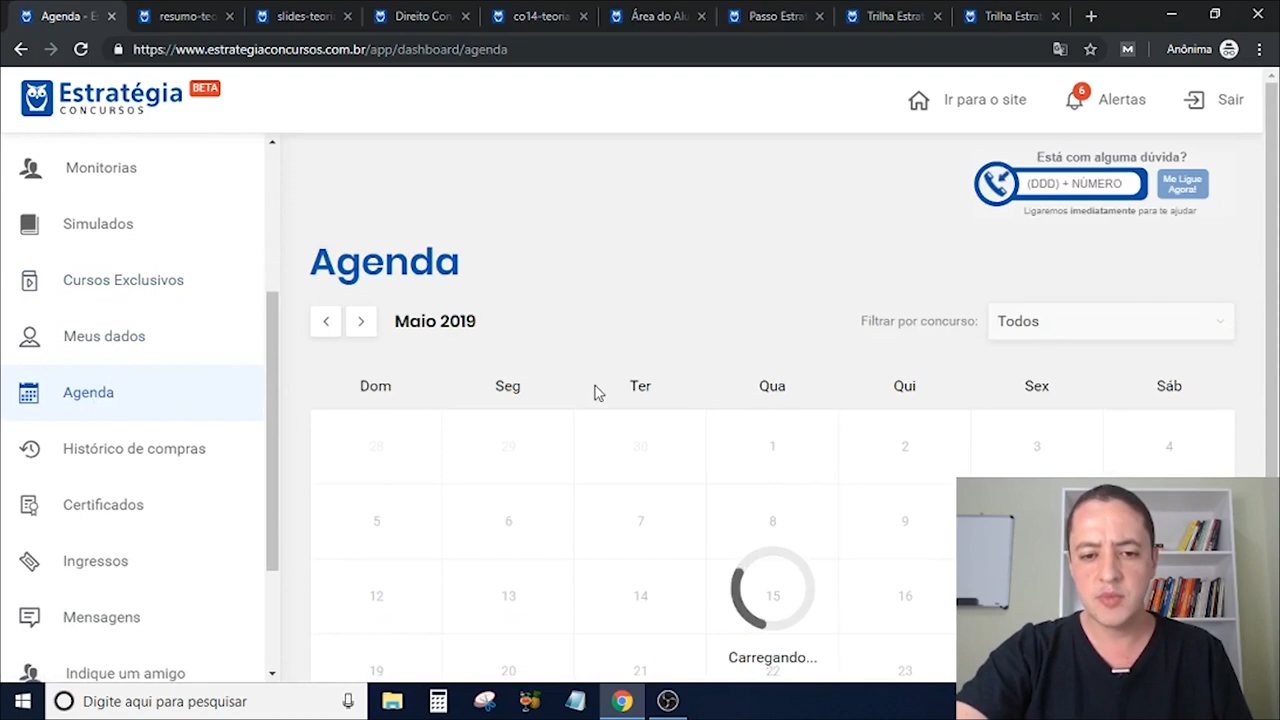 Agenda -
resumo-teo
slides-teori
Direito Con
co14-teoria
Área do Alu
Passo Estra
Trilha Estra
Trilha Estra
https://www.estrategiaconcursos.com.br/app/dashboard/agenda
Anônima
Estratégia BETA
CONCURSOS
Ir para o site
6
Alertas
Sair
Monitorias
Simulados
Cursos Exclusivos
Meus dados
Agenda
Histórico de compras
Certificados
Ingressos
Mensagens
Indique um amigo
Está com alguma dúvida?
(DDD) + NÚMERO
Me Ligue
Agora!
Ligaremos imediatamente para te ajudar
Agenda
Maio 2019
Filtrar por concurso:
Todos
Dom Seg Ter Qua Qui Sex Sáb
28 29 30 1 2 3 4
5 6 7 8 9
12 13 14 15 16
Carregando...
19 20 21 22 23
Digite aqui para pesquisar